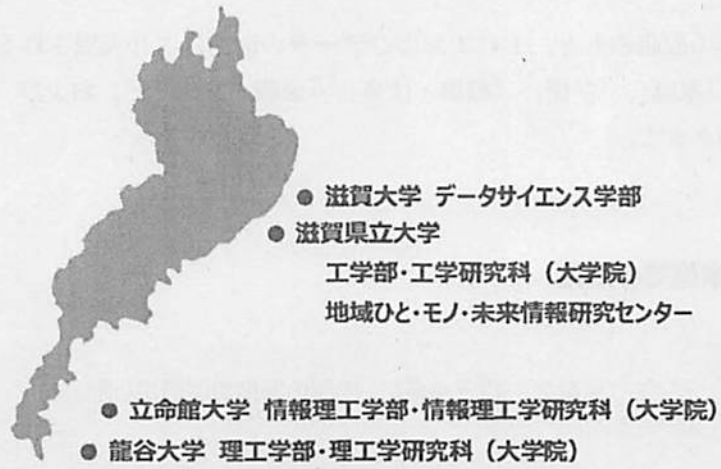 ● 滋賀大学 データサイエンス学部
● 滋賀県立大学
工学部・工学研究科（大学院）
地域ひと・モノ・未来情報研究センター
● 立命館大学 情報理工学部・情報理工学研究科（大学院）
● 龍谷大学 理工学部・理工学研究科（大学院）